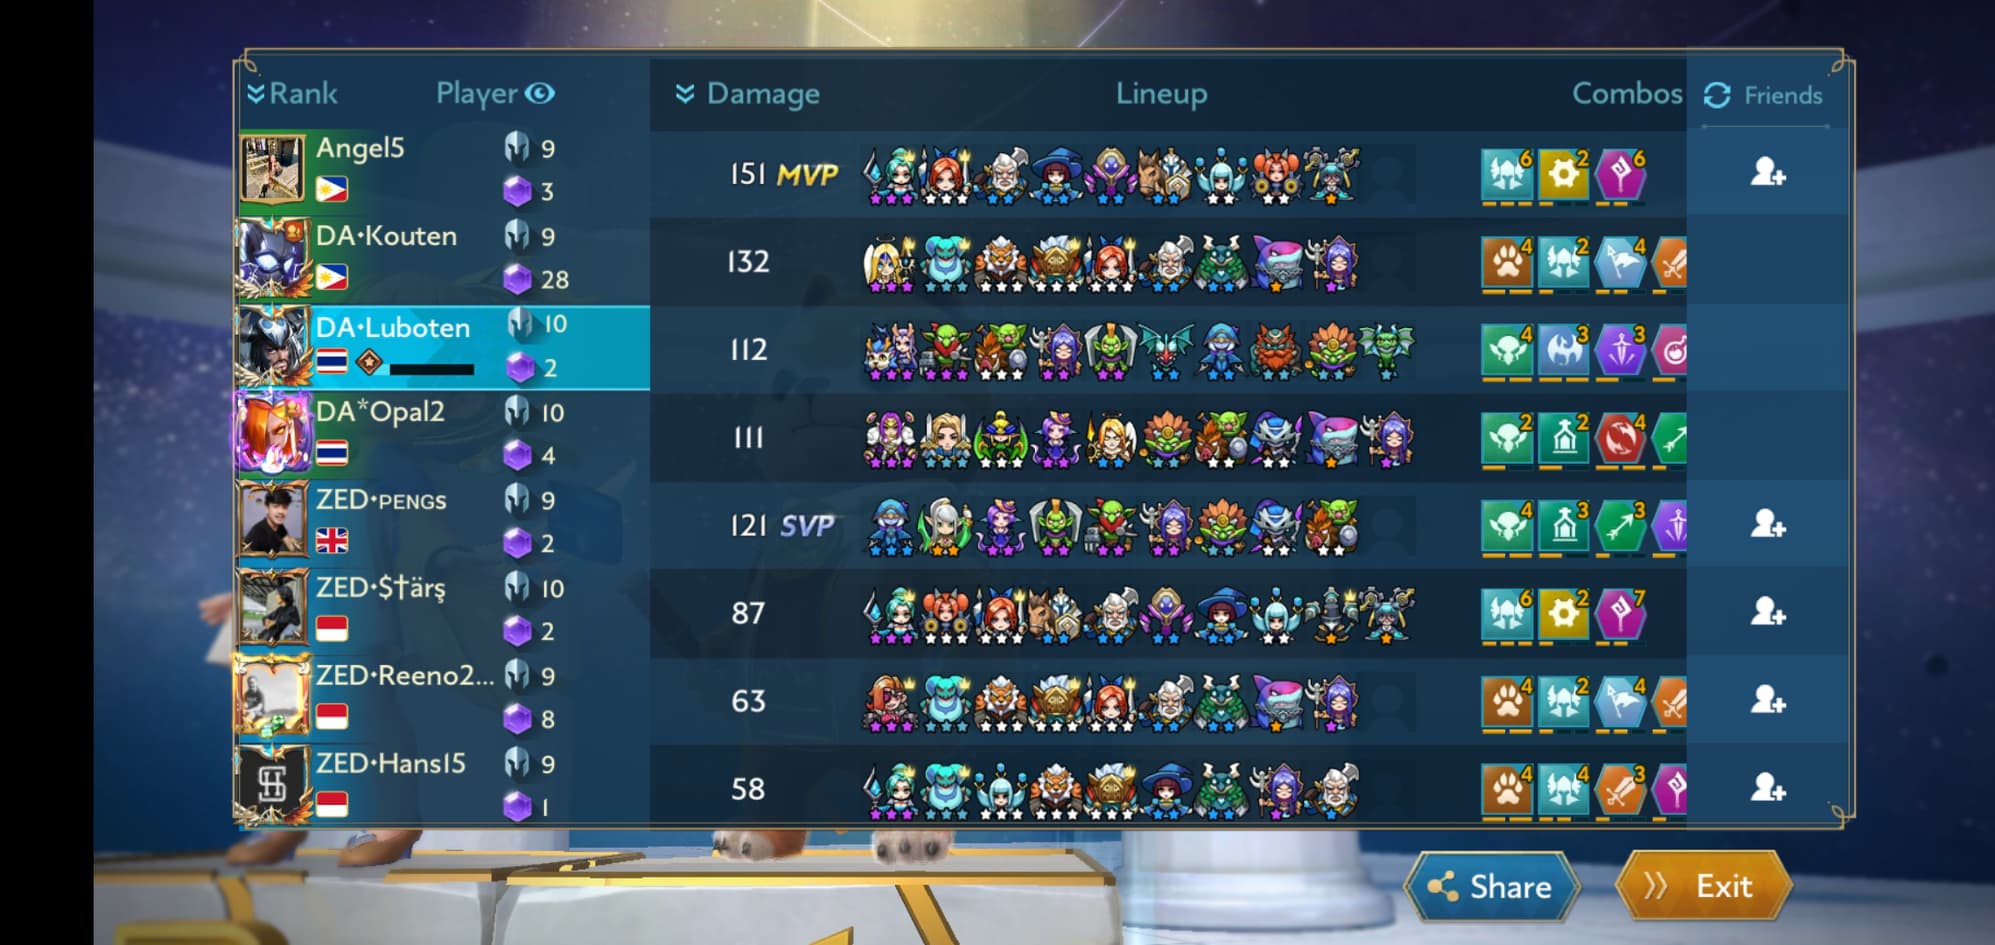 Rank Player Damage Lineup Combos Friends
Angel5 9 151 MVP 6 2 6
3
DA•Kouten 9 132 4 2 4
28
DA•Luboten 10 112 4 3 3
2
DA*Opal2 10 111 2 2 4
4
ZED•PENGS 9 121 SVP 4 3 3
2
ZED•$†ärş 10 87 6 2 7
2
ZED•Reeno2... 9 63 4 2 4
8
ZED•Hans15 9 58 4 4 3
1
Share Exit